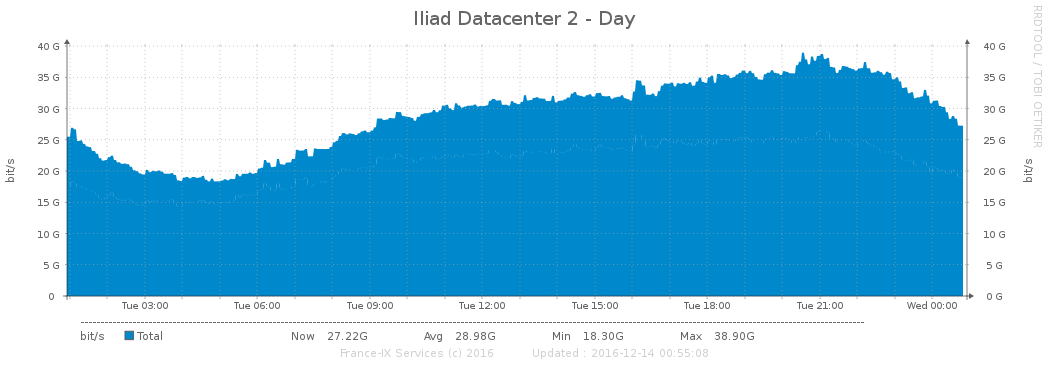 Iliad Datacenter 2 - Day
RRDTOOL / TOBI OETIKER
40 G 40 G
35 G 35 G
30 G 30 G
25 G 25 G
20 G 20 G
15 G 15 G
10 G 10 G
5 G 5 G
0 0 G
bit/s bit/s
Tue 03:00 Tue 06:00 Tue 09:00 Tue 12:00 Tue 15:00 Tue 18:00 Tue 21:00 Wed 00:00
bit/s Total Now 27.22G Avg 28.98G Min 18.30G Max 38.90G
France-IX Services (c) 2016 Updated : 2016-12-14 00:55:08